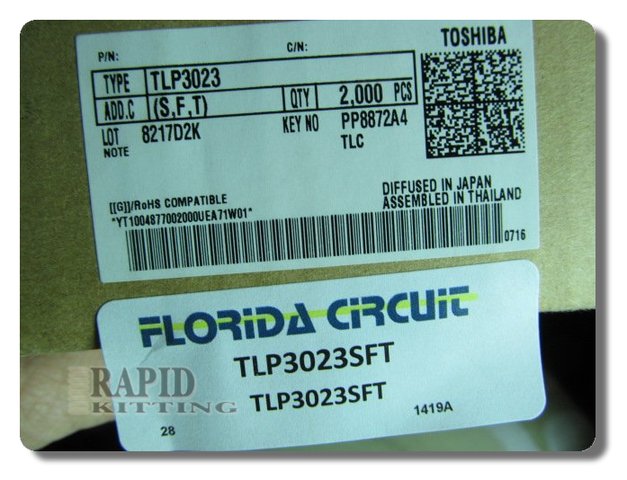 P/N: C/N: TOSHIBA
TYPE TLP3023
ADD.C (S,F,T) QTY 2,000 PCS
LOT 8217D2K KEY NO PP8872A4
NOTE TLC
[[G]]/RoHS COMPATIBLE DIFFUSED IN JAPAN
*YT1004877002000UEA71W01* ASSEMBLED IN THAILAND
0716
FLORIDA CIRCUIT
TLP3023SFT
TLP3023SFT
RAPID
KITTING
28 1419A